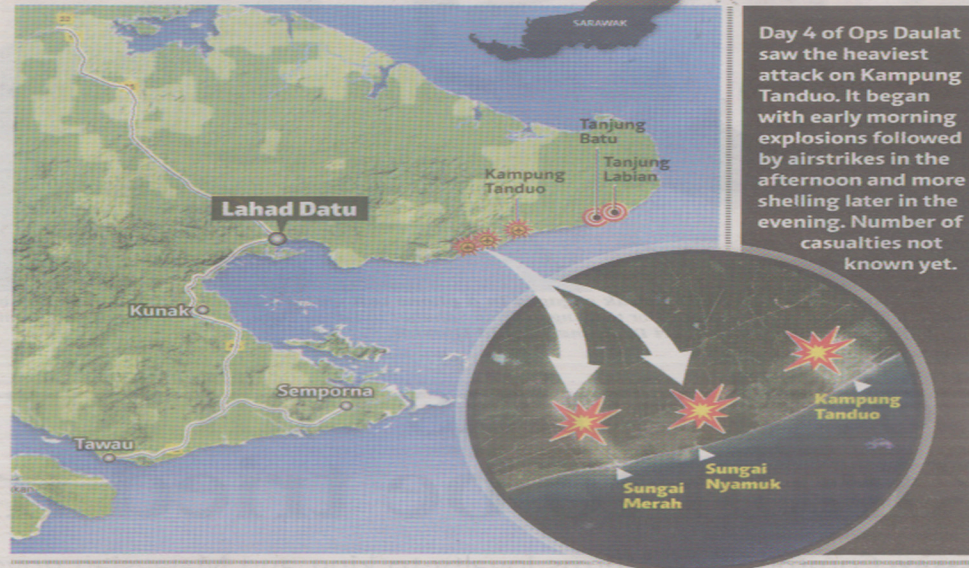 SARAWAK
Day 4 of Ops Daulat
saw the heaviest
attack on Kampung
Tanduo. It began
with early morning
explosions followed
by airstrikes in the
afternoon and more
shelling later in the
evening. Number of
casualties not
known yet.
22
Tanjung
Batu
Tanjung
Labian
Kampung
Tanduo
Lahad Datu
Kunak
Semporna
Tawau
Kampung
Tanduo
Sungai
Nyamuk
Sungai
Merah